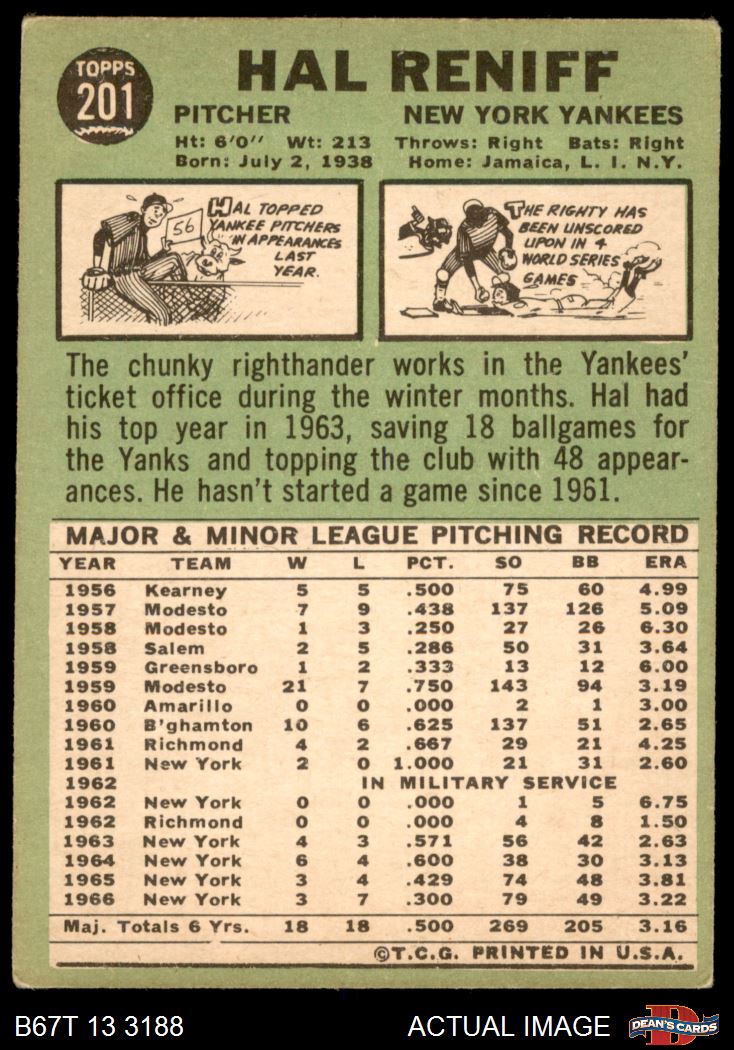 TOPPS
201
HAL RENIFF
PITCHER NEW YORK YANKEES
Ht: 6'0" Wt: 213 Throws: Right Bats: Right
Born: July 2, 1938 Home: Jamaica, L. I. N.Y.
56
HAL TOPPED
YANKEE PITCHERS
IN APPEARANCES
LAST
YEAR.
THE RIGHTY HAS
BEEN UNSCORED
UPON IN 4
WORLD SERIES
GAMES
The chunky righthander works in the Yankees'
ticket office during the winter months. Hal had
his top year in 1963, saving 18 ballgames for
the Yanks and topping the club with 48 appear-
ances. He hasn't started a game since 1961.
MAJOR & MINOR LEAGUE PITCHING RECORD
YEAR TEAM W L PCT. SO BB ERA
1956 Kearney 5 5 .500 75 60 4.99
1957 Modesto 7 9 .438 137 126 5.09
1958 Modesto 1 3 .250 27 26 6.30
1958 Salem 2 5 .286 50 31 3.64
1959 Greensboro 1 2 .333 13 12 6.00
1959 Modesto 21 7 .750 143 94 3.19
1960 Amarillo 0 0 .000 2 1 3.00
1960 B'ghamton 10 6 .625 137 51 2.65
1961 Richmond 4 2 .667 29 21 4.25
1961 New York 2 0 1.000 21 31 2.60
1962 IN MILITARY SERVICE
1962 New York 0 0 .000 1 5 6.75
1962 Richmond 0 0 .000 4 8 1.50
1963 New York 4 3 .571 56 42 2.63
1964 New York 6 4 .600 38 30 3.13
1965 New York 3 4 .429 74 48 3.81
1966 New York 3 7 .300 79 49 3.22
Maj. Totals 6 Yrs. 18 18 .500 269 205 3.16
©T.C.G. PRINTED IN U.S.A.
B67T 13 3188 ACTUAL IMAGE D DEAN'S CARDS